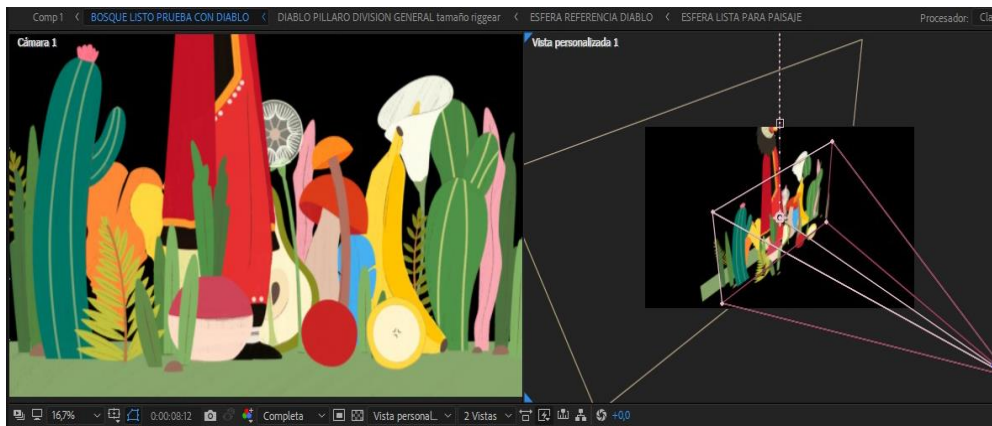 Comp 1 < BOSQUE LISTO PRUEBA CON DIABLO < DIABLO PILLARO DIVISION GENERAL tamaño riggear < ESFERA REFERENCIA DIABLO < ESFERA LISTA PARA PAISAJE Procesador: Cla
Cámara 1 Vista personalizada 1
16,7% 0:00:08:12 Completa Vista personal... 2 Vistas +0,0